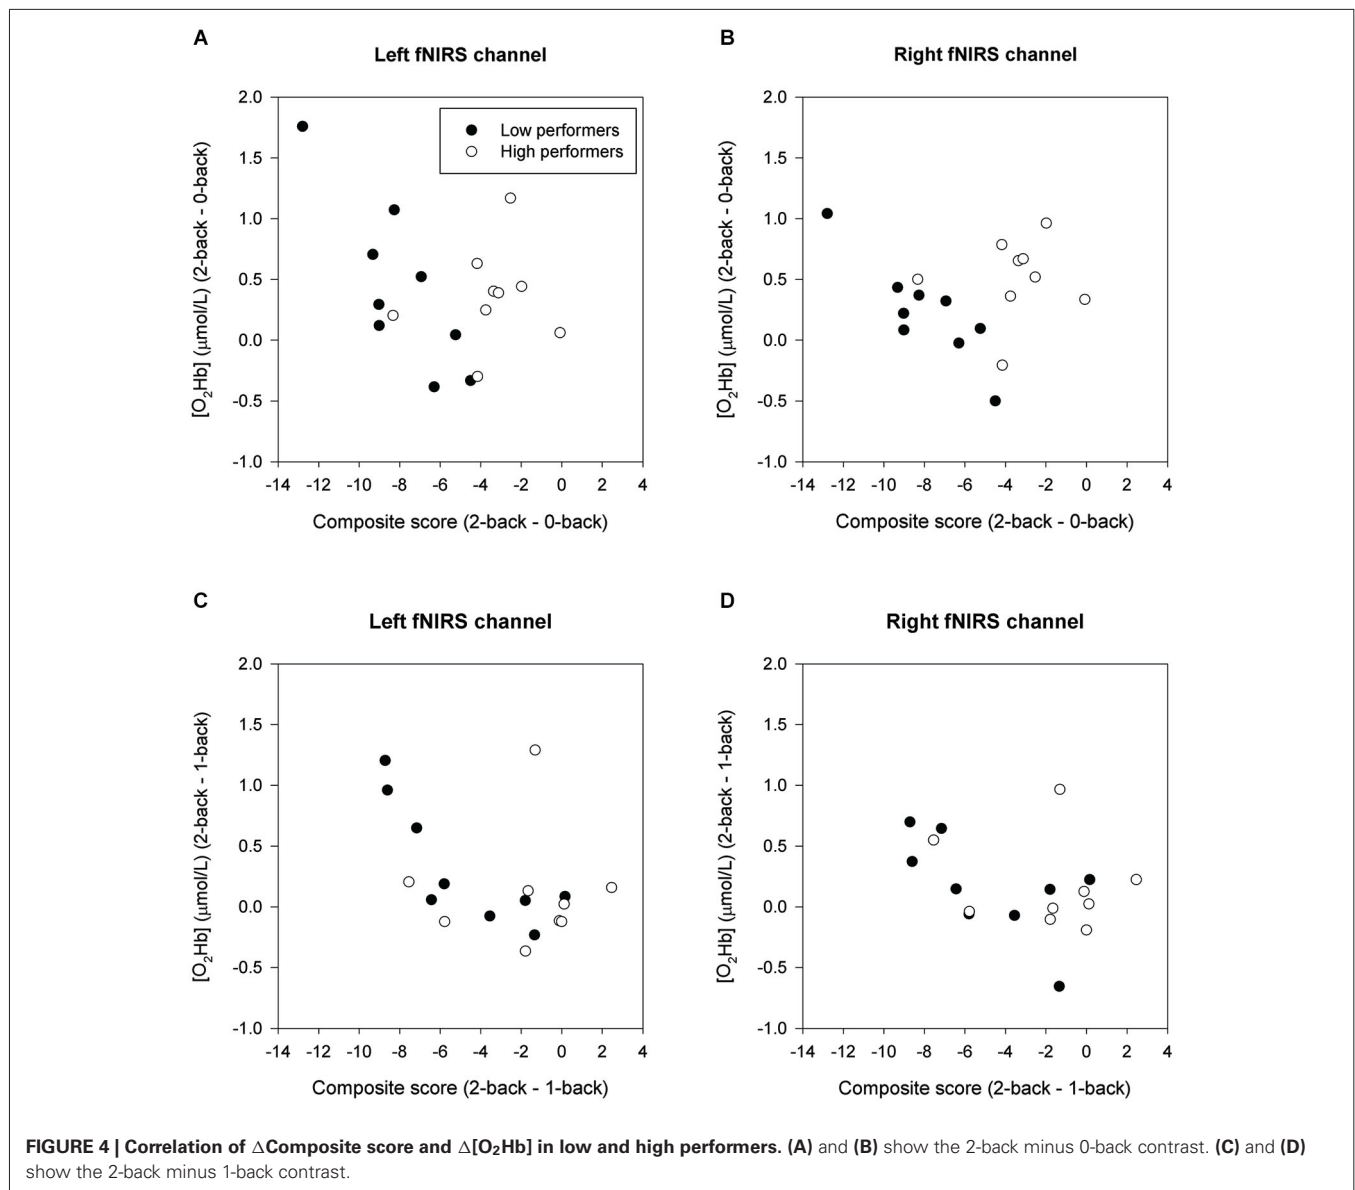 A
Left fNIRS channel
2.0
1.5
1.0
0.5
0.0
-0.5
-1.0
[O₂Hb] (μmol/L) (2-back - 0-back)
Low performers
High performers
-14 -12 -10 -8 -6 -4 -2 0 2 4
Composite score (2-back - 0-back)
B
Right fNIRS channel
2.0
1.5
1.0
0.5
0.0
-0.5
-1.0
[O₂Hb] (μmol/L) (2-back - 0-back)
-14 -12 -10 -8 -6 -4 -2 0 2 4
Composite score (2-back - 0-back)
C
Left fNIRS channel
2.0
1.5
1.0
0.5
0.0
-0.5
-1.0
[O₂Hb] (μmol/L) (2-back - 1-back)
-14 -12 -10 -8 -6 -4 -2 0 2 4
Composite score (2-back - 1-back)
D
Right fNIRS channel
2.0
1.5
1.0
0.5
0.0
-0.5
-1.0
[O₂Hb] (μmol/L) (2-back - 1-back)
-14 -12 -10 -8 -6 -4 -2 0 2 4
Composite score (2-back - 1-back)
FIGURE 4 | Correlation of △Composite score and △[O₂Hb] in low and high performers. (A) and (B) show the 2-back minus 0-back contrast. (C) and (D)
show the 2-back minus 1-back contrast.